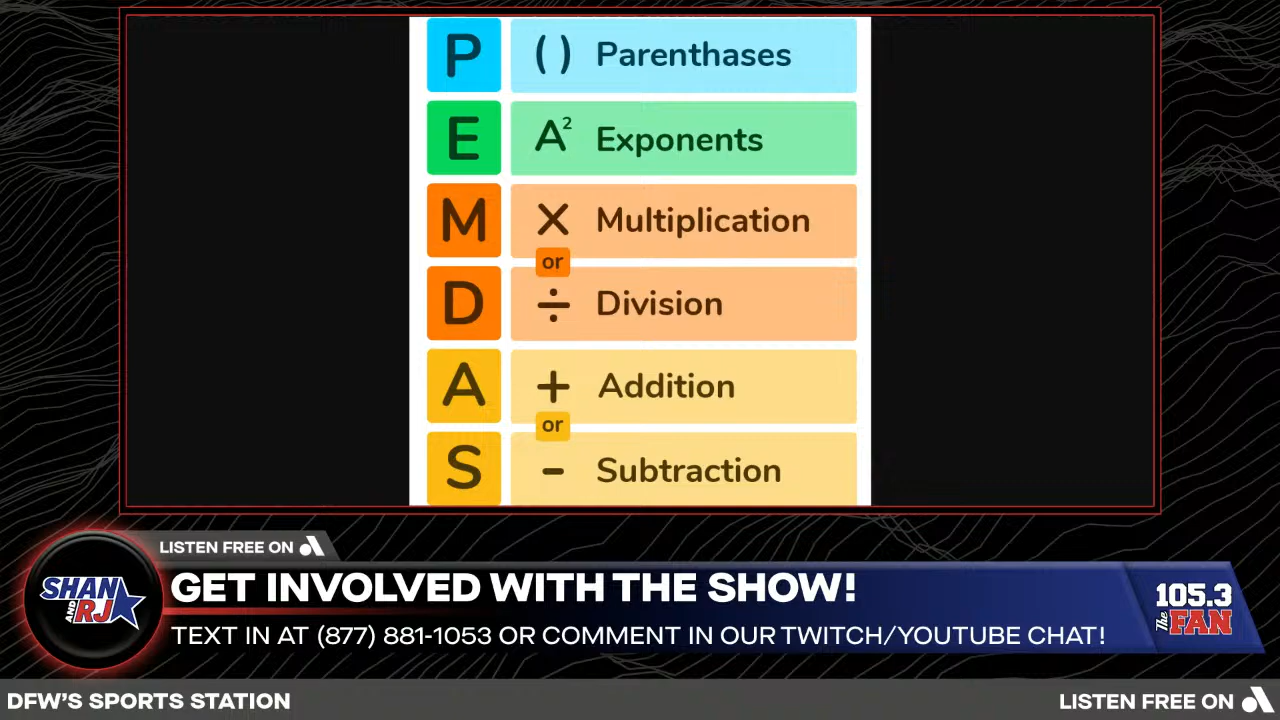 P ( ) Parenthases
E A² Exponents
M × Multiplication
or
D ÷ Division
A + Addition
or
S - Subtraction
LISTEN FREE ON
SHAN AND RJ
GET INVOLVED WITH THE SHOW!
TEXT IN AT (877) 881-1053 OR COMMENT IN OUR TWITCH/YOUTUBE CHAT!
105.3
The FAN
DFW'S SPORTS STATION
LISTEN FREE ON